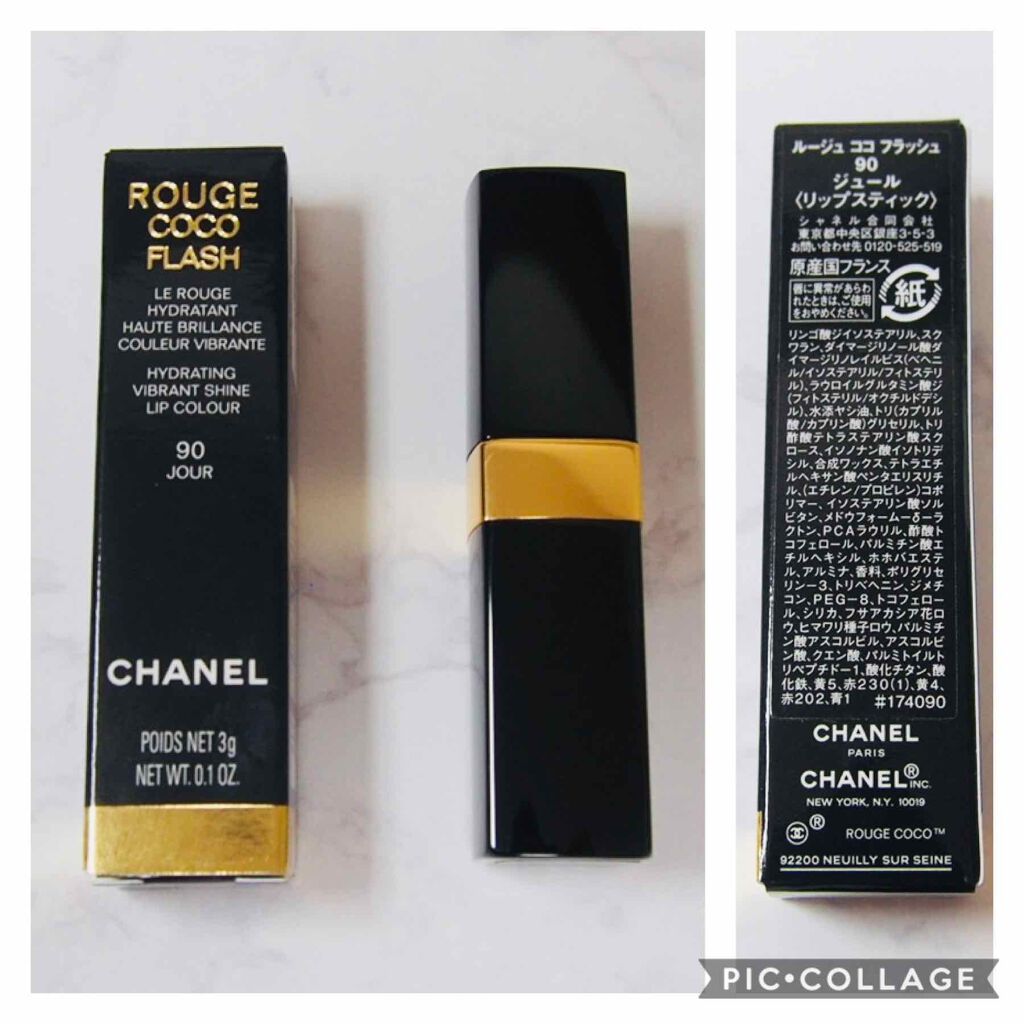 ROUGE
COCO
FLASH
LE ROUGE
HYDRATANT
HAUTE BRILLANCE
COULEUR VIBRANTE
HYDRATING
VIBRANT SHINE
LIP COLOUR
90
JOUR
CHANEL
POIDS NET 3g
NET WT. 0.1 OZ.
ルージュ ココ フラッシュ
90
ジュール
〈リップスティック〉
シャネル合同会社
東京都中央区銀座3-5-3
お問い合わせ先 0120-525-519
原産国フランス
紙
唇に異常があらわ
れたときは、ご使用
をおやめください。
リンゴ酸ジイソステアリル、スク
ワラン、ダイマージリノール酸ダ
イマージリノレイルビス(ベヘニ
ル/イソステアリル/フィトステリ
ル)、ラウロイルグルタミン酸ジ
(フィトステリル/オクチルドデシ
ル)、水添ヤシ油、トリ(カプリル
酸/カプリン酸)グリセリル、トリ
酢酸テトラステアリン酸スク
ロース、イソノナン酸イソトリデ
シル、合成ワックス、テトラエチ
ルヘキサン酸ペンタエリスリチ
ル、(エチレン/プロピレン)コポ
リマー、イソステアリン酸ソル
ビタン、メドウフォーム-δ-ラ
クトン、PCAラウリル、酢酸ト
コフェロール、パルミチン酸エ
チルヘキシル、ホホバエステ
ル、アルミナ、香料、ポリグリセ
リン-3、トリベヘニン、ジメチ
コン、PEG-8、トコフェロー
ル、シリカ、フサアカシア花ロ
ウ、ヒマワリ種子ロウ、パルミチ
ン酸アスコルビル、アスコルビ
ン酸、クエン酸、パルミトイルト
リペプチド-1、酸化チタン、酸
化鉄、黄5、赤230(1)、黄4、
赤202、青1 #174090
CHANEL
PARIS
CHANEL® INC.
NEW YORK, N.Y. 10019
® ROUGE COCO™
92200 NEUILLY SUR SEINE
PIC•COLLAGE